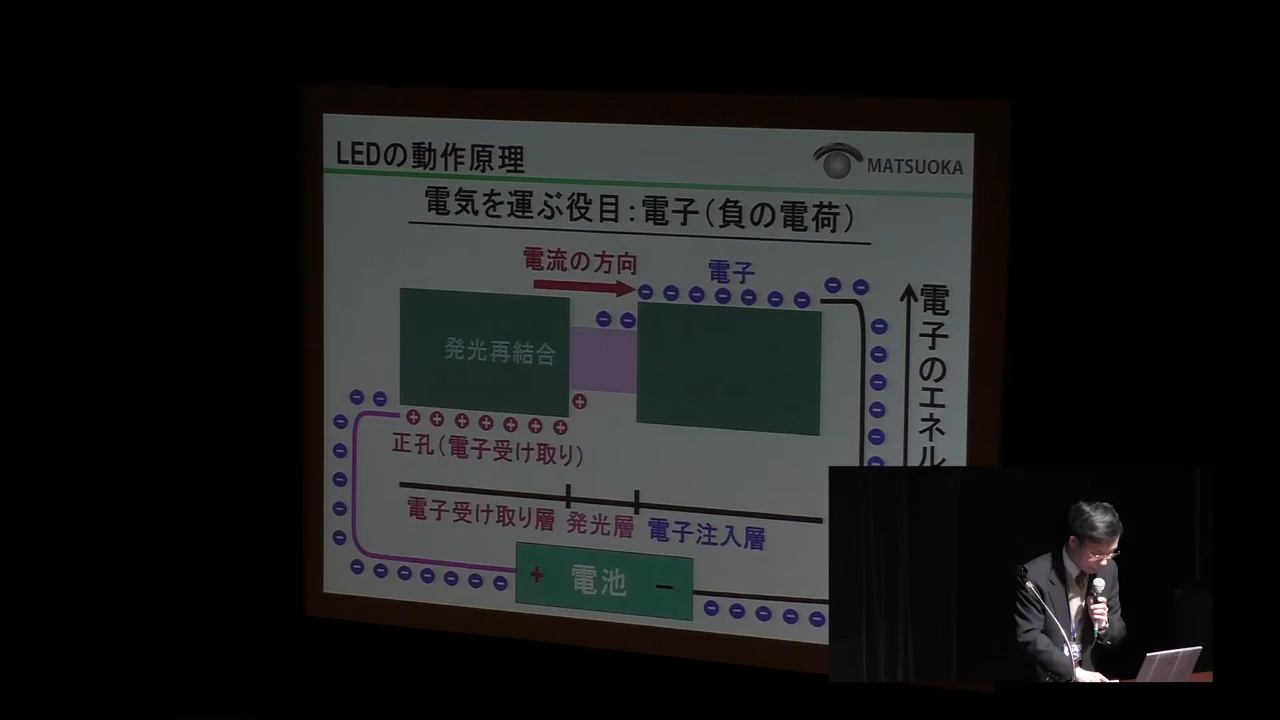 LEDの動作原理
MATSUOKA
電気を運ぶ役目：電子（負の電荷）
電流の方向
電子
発光再結合
電子のエネル
正孔（電子受け取り）
電子受け取り層
発光層
電子注入層
+ 電池 −